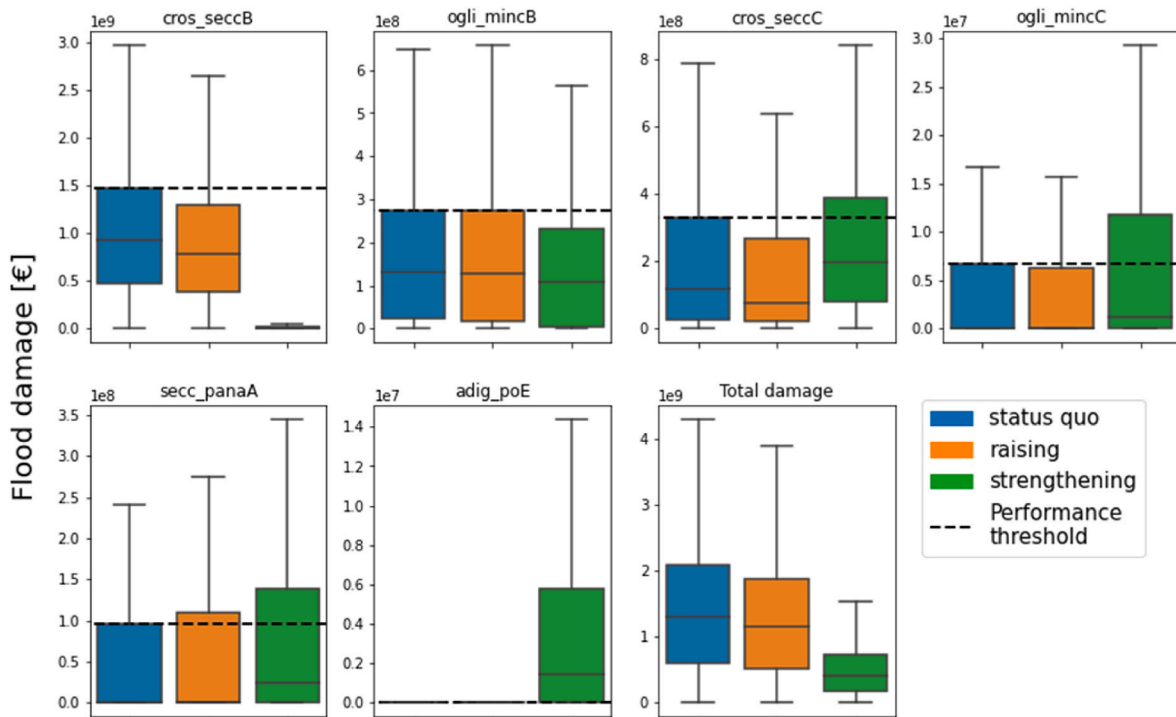 cros_seccB
ogli_mincB
cros_seccC
ogli_mincC
1e9
1e8
1e8
1e7
3.0
2.5
2.0
1.5
1.0
0.5
0.0
6
5
4
3
2
1
0
8
6
4
2
0
3.0
2.5
2.0
1.5
1.0
0.5
0.0
Flood damage [€]
secc_panaA
adig_poE
Total damage
1e8
1e7
1e9
3.5
3.0
2.5
2.0
1.5
1.0
0.5
0.0
1.4
1.2
1.0
0.8
0.6
0.4
0.2
0.0
4
3
2
1
0
status quo
raising
strengthening
Performance
threshold